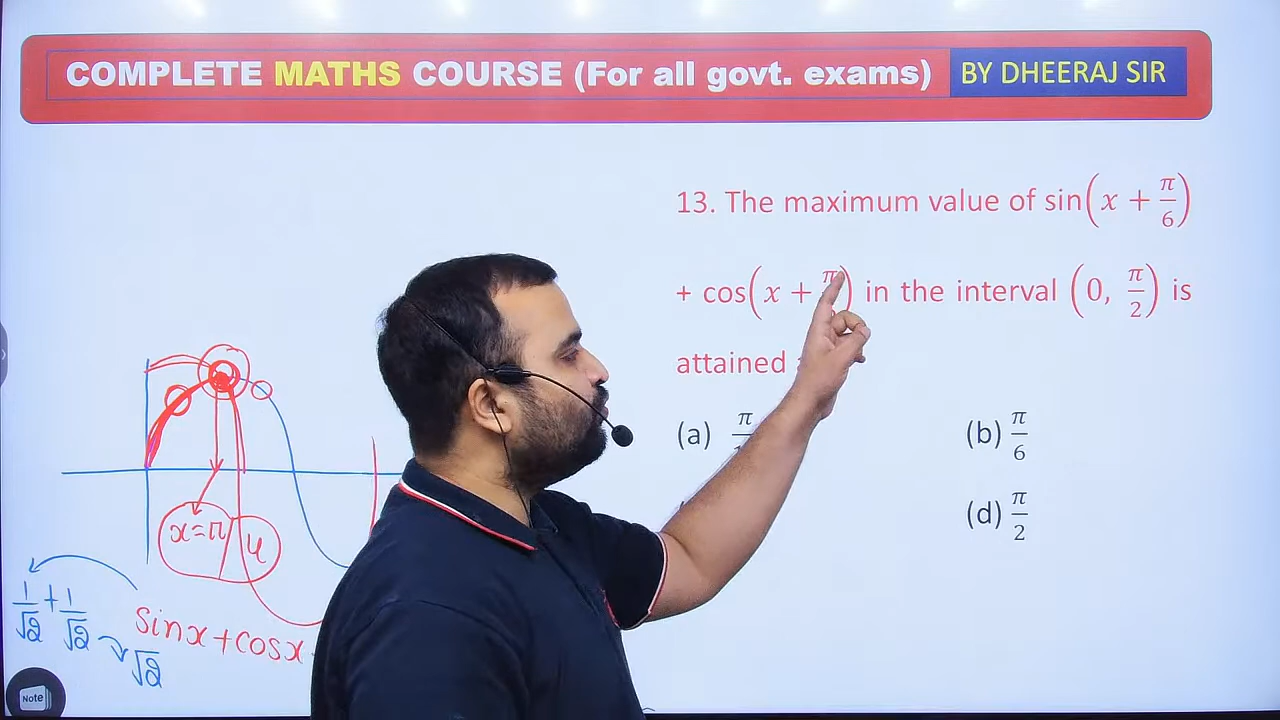 COMPLETE MATHS COURSE (For all govt. exams) BY DHEERAJ SIR
13. The maximum value of sin(x + π/6)
+ cos(x + π) in the interval (0, π/2) is
attained
(a) π
(b) π/6
(d) π/2
x=π/4
1/√2 + 1/√2
sinx+cosx
√2
Note